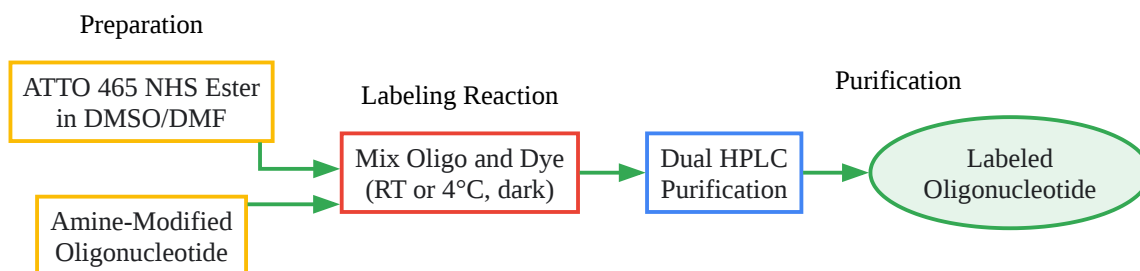 Preparation
ATTO 465 NHS Ester
in DMSO/DMF
Amine-Modified
Oligonucleotide
Labeling Reaction
Mix Oligo and Dye
(RT or 4°C, dark)
Purification
Dual HPLC
Purification
Labeled
Oligonucleotide